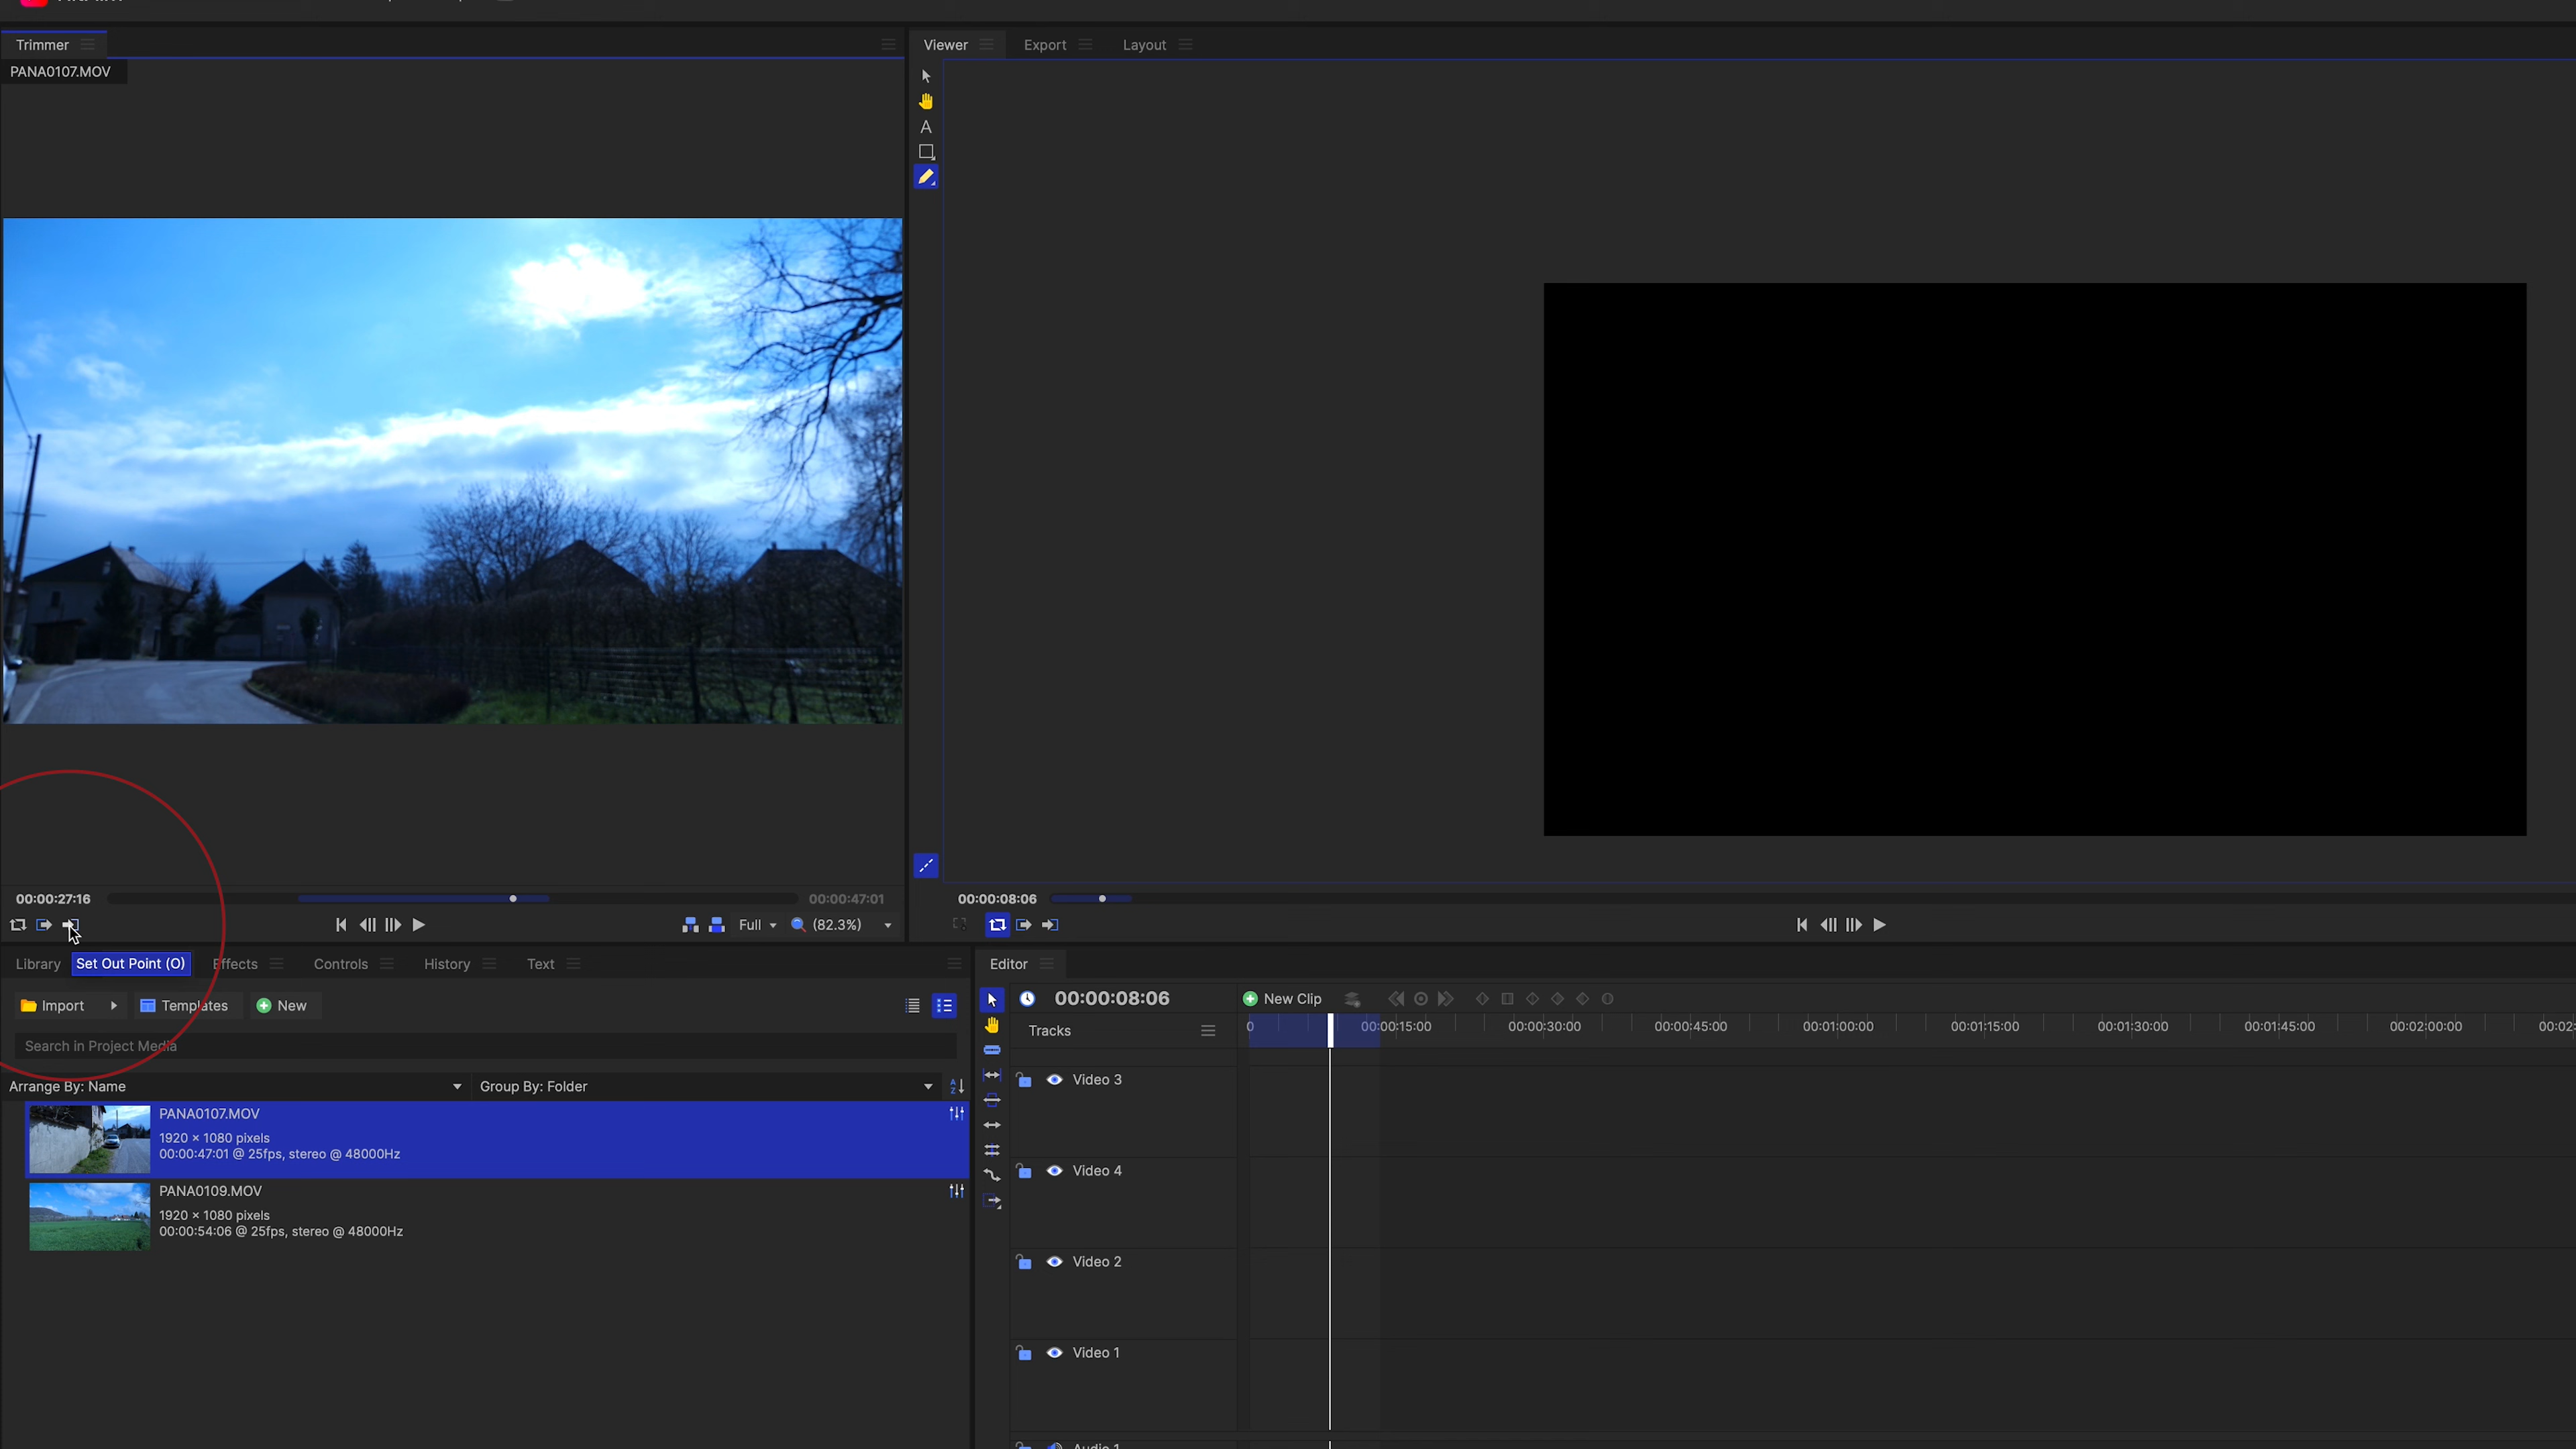 Trimmer
PANA0107.MOV
Viewer
Export
Layout
A
00:00:27:16
00:00:47:01
Full
(82.3%)
00:00:08:06
Library
Set Out Point (O)
Effects
Controls
History
Text
Import
Templates
New
Search in Project Media
Arrange By: Name
Group By: Folder
PANA0107.MOV
1920 × 1080 pixels
00:00:47:01 @ 25fps, stereo @ 48000Hz
PANA0109.MOV
1920 × 1080 pixels
00:00:54:06 @ 25fps, stereo @ 48000Hz
Editor
00:00:08:06
New Clip
Tracks
0
00:00:15:00
00:00:30:00
00:00:45:00
00:01:00:00
00:01:15:00
00:01:30:00
00:01:45:00
00:02:00:00
00:02:
Video 3
Video 4
Video 2
Video 1
Audio 1